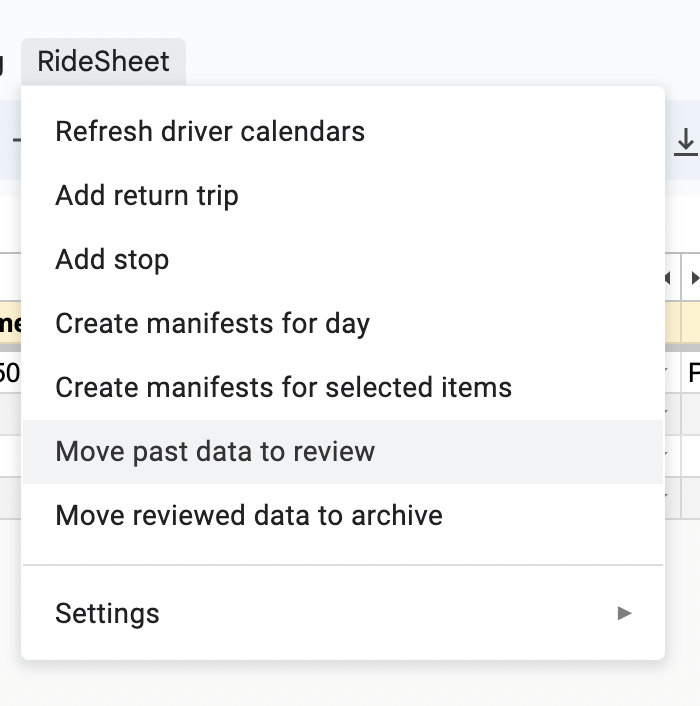 RideSheet
Refresh driver calendars
Add return trip
Add stop
Create manifests for day
Create manifests for selected items
Move past data to review
Move reviewed data to archive
Settings